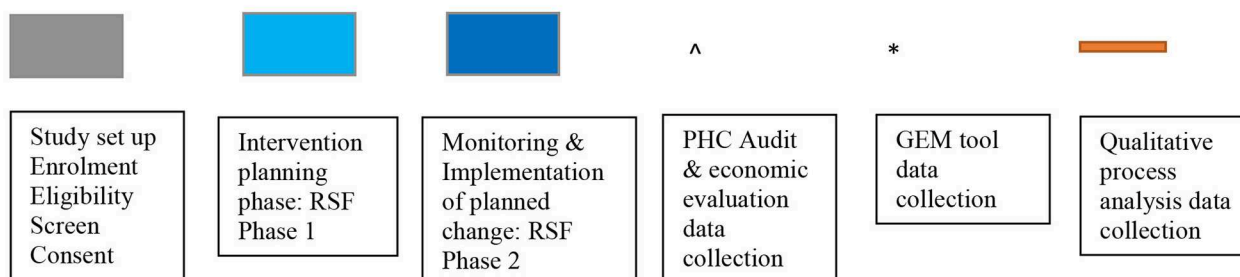 ^
*
Study set up
Enrolment
Eligibility
Screen
Consent
Intervention
planning
phase: RSF
Phase 1
Monitoring &
Implementation
of planned
change: RSF
Phase 2
PHC Audit
& economic
evaluation
data
collection
GEM tool
data
collection
Qualitative
process
analysis data
collection